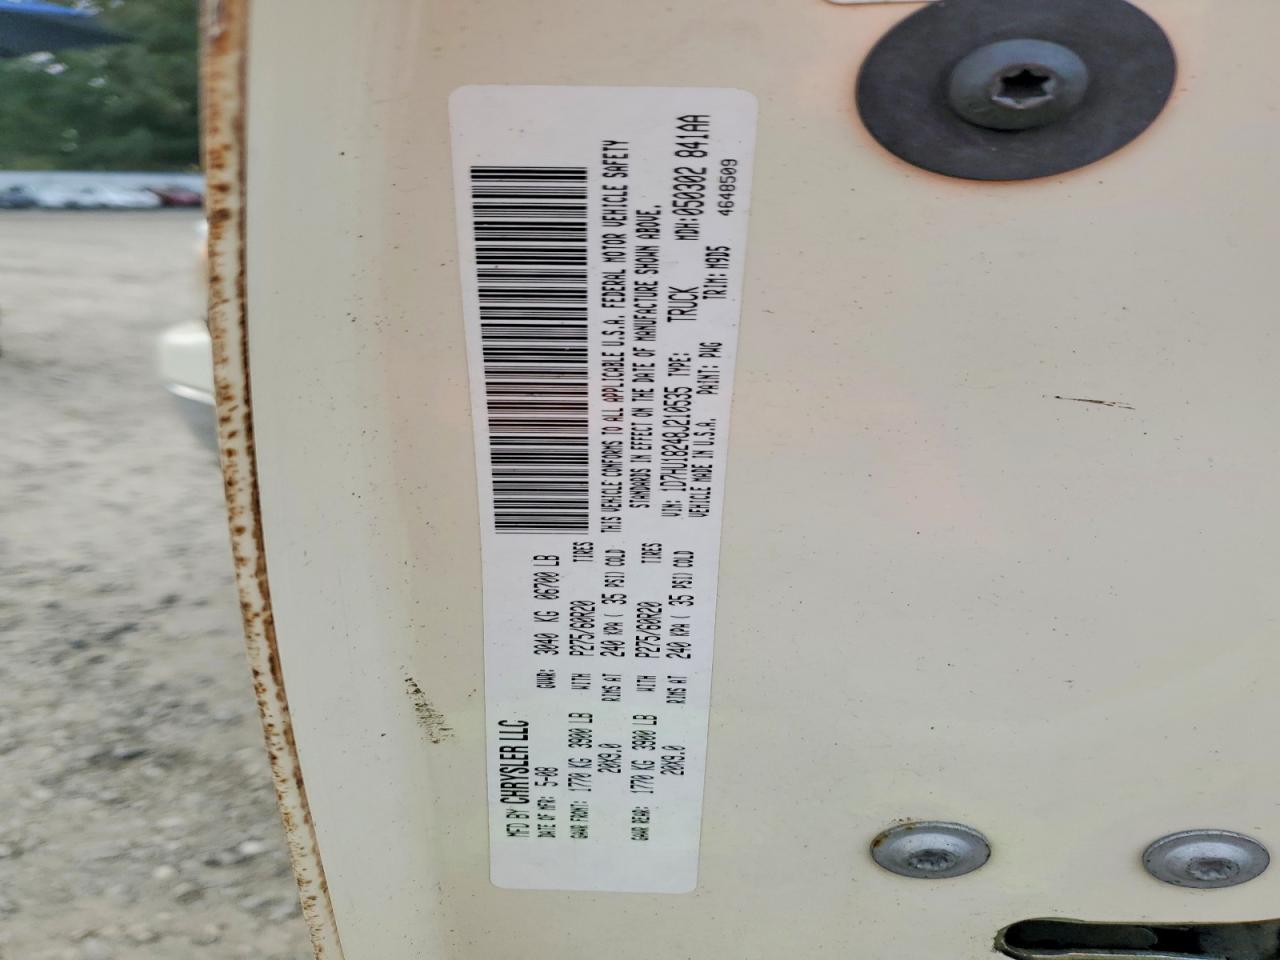 MFD BY CHRYSLER LLC
DATE OF MFR: 5-08 GVWR: 3040 KG 06700 LB
GAWR FRONT: 1770 KG 3900 LB WITH P275/60R20 TIRES
20X9.0 RIMS AT 240 KPA ( 35 PSI) COLD
GAWR REAR: 1770 KG 3900 LB WITH P275/60R20 TIRES
20X9.0 RIMS AT 240 KPA ( 35 PSI) COLD
THIS VEHICLE CONFORMS TO ALL APPLICABLE U.S.A. FEDERAL MOTOR VEHICLE SAFETY
STANDARDS IN EFFECT ON THE DATE OF MANUFACTURE SHOWN ABOVE.
VIN: 1D7HU18248J210535 TYPE: TRUCK MDH:050302 841AA
VEHICLE MADE IN U.S.A. PAINT: PWG TRIM: M9D5 4648509